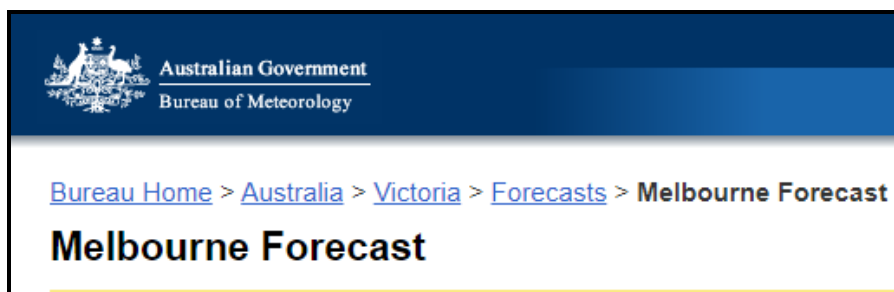 Australian Government
Bureau of Meteorology
Bureau Home > Australia > Victoria > Forecasts > Melbourne Forecast
Melbourne Forecast